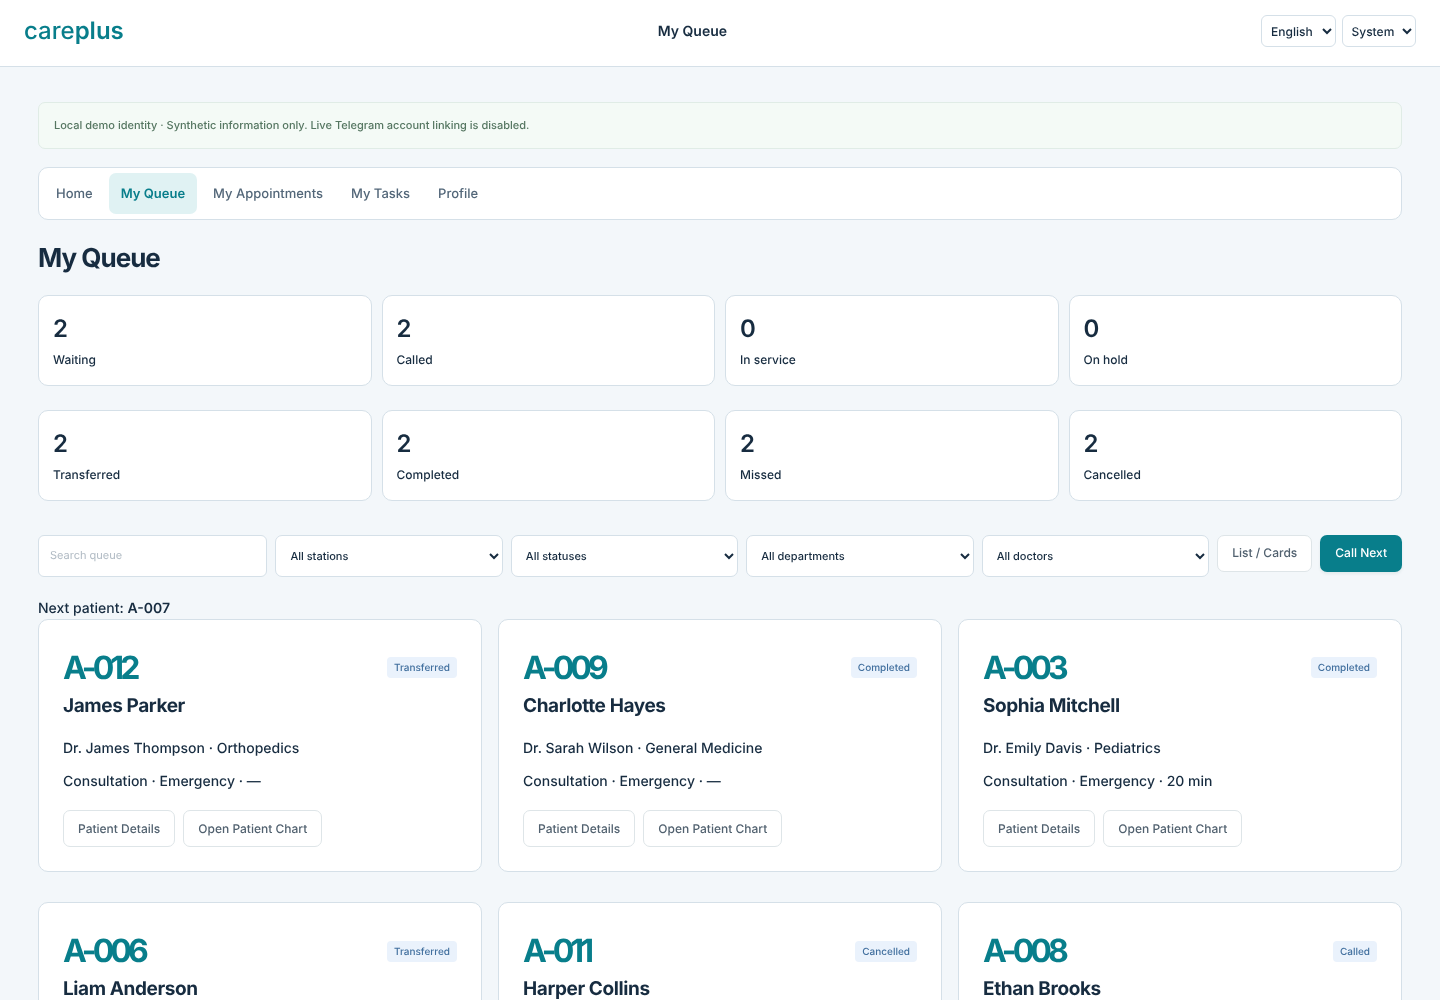 careplus
My Queue
English
System
Local demo identity · Synthetic information only. Live Telegram account linking is disabled.
Home
My Queue
My Appointments
My Tasks
Profile
My Queue
2
Waiting
2
Called
0
In service
0
On hold
2
Transferred
2
Completed
2
Missed
2
Cancelled
Search queue
All stations
All statuses
All departments
All doctors
List / Cards
Call Next
Next patient: A-007
A-012
Transferred
James Parker
Dr. James Thompson · Orthopedics
Consultation · Emergency · —
Patient Details
Open Patient Chart
A-009
Completed
Charlotte Hayes
Dr. Sarah Wilson · General Medicine
Consultation · Emergency · —
Patient Details
Open Patient Chart
A-003
Completed
Sophia Mitchell
Dr. Emily Davis · Pediatrics
Consultation · Emergency · 20 min
Patient Details
Open Patient Chart
A-006
Transferred
Liam Anderson
A-011
Cancelled
Harper Collins
A-008
Called
Ethan Brooks